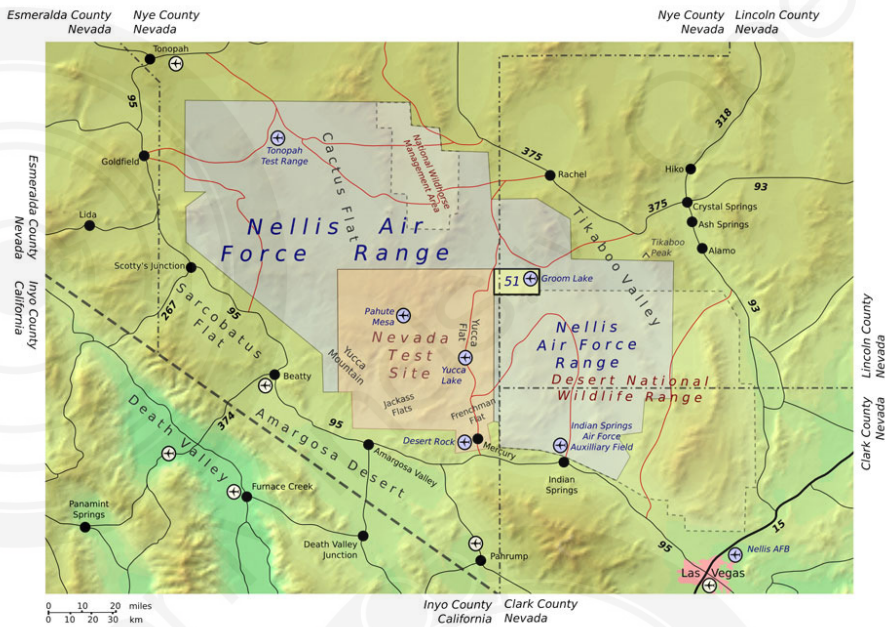 Esmeralda County
Nevada
Nye County
Nevada
Nye County
Nevada
Lincoln County
Nevada
Tonopah
95
318
Goldfield
Tonopah
Test Range
Cactus Flat
National Wildhorse
Management Area
375
Rachel
Hiko
93
Crystal Springs
375
Ash Springs
Lida
Nellis Air
Force Range
Tikaboo Valley
Tikaboo
Peak
Alamo
Esmeralda County
Nevada
Scotty's Junction
51
Groom Lake
Inyo County
California
267
Sarcobatus
Flat
95
Pahute
Mesa
Nevada
Test
Site
Yucca
Flat
Yucca
Lake
Nellis
Air Force
Range
Desert National
Wildlife Range
93
Lincoln County
Nevada
Clark County
Nevada
Yucca
Mountain
Beatty
Jackass
Flats
Frenchman
Flat
Death Valley
374
Amargosa Desert
95
Desert Rock
Mercury
Indian Springs
Air Force
Auxilliary Field
Amargosa Valley
Indian
Springs
Furnace Creek
Panamint
Springs
Death Valley
Junction
Pahrump
95
15
Nellis AFB
Las Vegas
0 10 20 miles
0 10 20 30 km
Inyo County
California
Clark County
Nevada